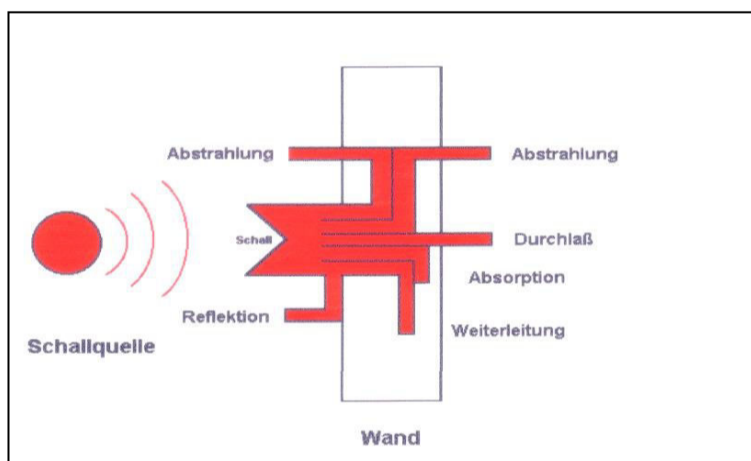 Abstrahlung
Abstrahlung
Schall
Durchlaß
Absorption
Reflektion
Weiterleitung
Schallquelle
Wand